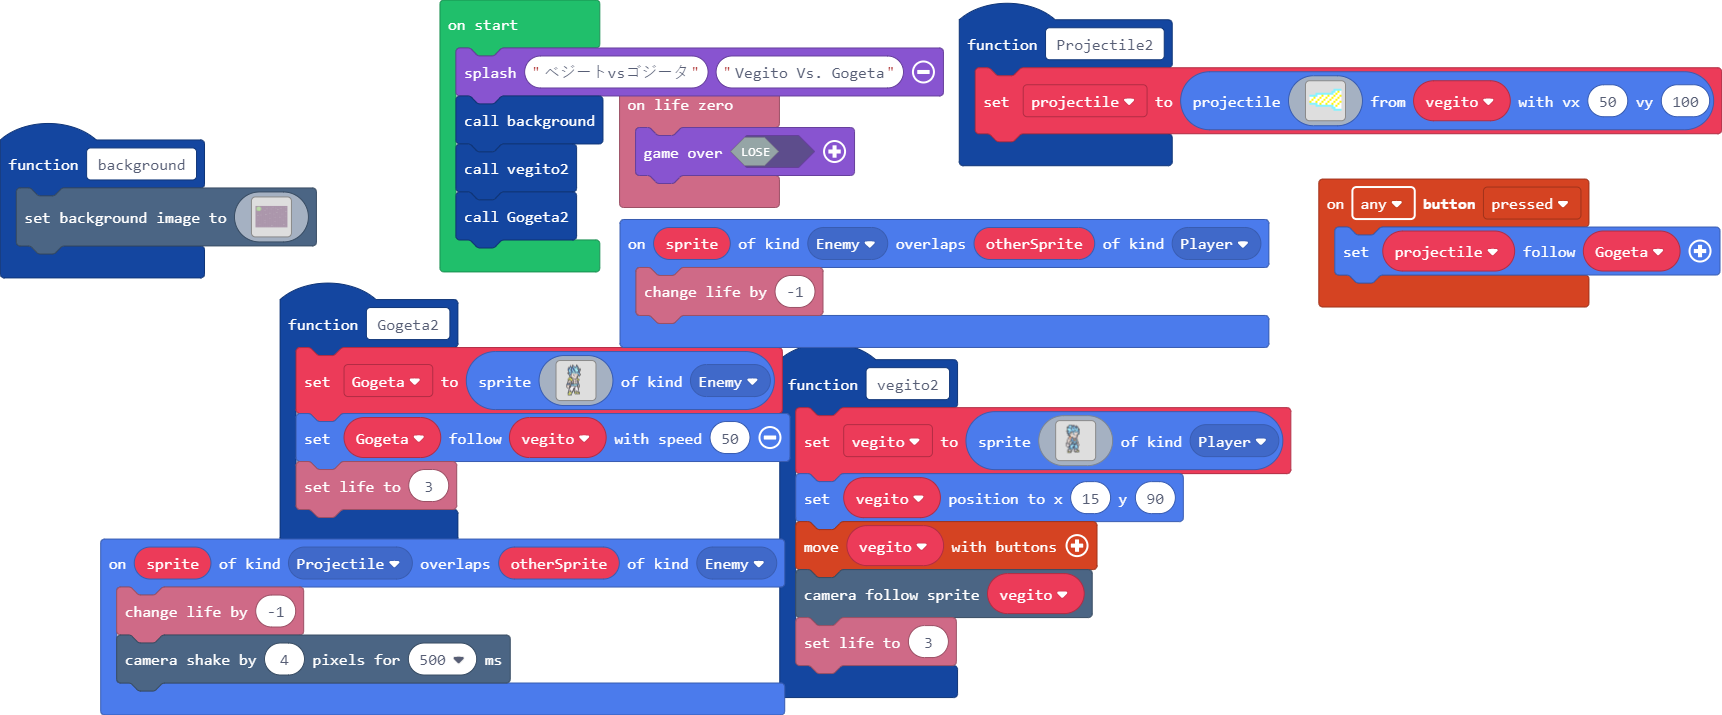 on start
splash "ベジートvsゴジータ" "Vegito Vs. Gogeta"
call background
call vegito2
call Gogeta2
on life zero
game over LOSE
function Projectile2
set projectile to projectile from vegito with vx 50 vy 100
function background
set background image to
on any button pressed
set projectile follow Gogeta
on sprite of kind Enemy overlaps otherSprite of kind Player
change life by -1
function Gogeta2
set Gogeta to sprite of kind Enemy
set Gogeta follow vegito with speed 50
set life to 3
function vegito2
set vegito to sprite of kind Player
set vegito position to x 15 y 90
move vegito with buttons
camera follow sprite vegito
set life to 3
on sprite of kind Projectile overlaps otherSprite of kind Enemy
change life by -1
camera shake by 4 pixels for 500 ms